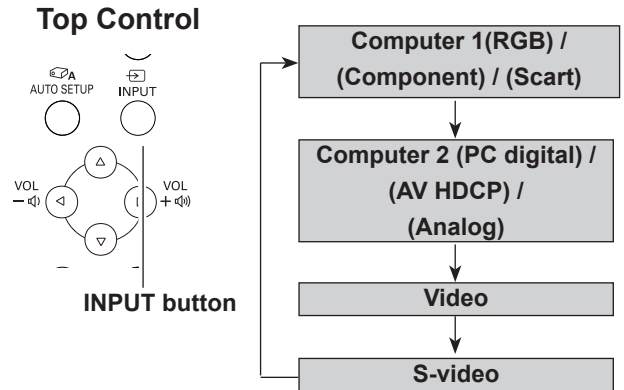 Top Control
A
AUTO SETUP
INPUT
VOL
−
VOL
+
INPUT button
Computer 1(RGB) /
(Component) / (Scart)
Computer 2 (PC digital) /
(AV HDCP) /
(Analog)
Video
S-video